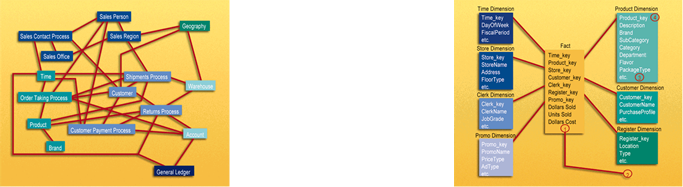 Sales Person
Geography
Sales Contact Process
Sales Region
Sales Office
Time
Shipments Process
Customer
Warehouse
Order Taking Process
Returns Process
Product
Customer Payment Process
Account
Brand
General Ledger
Time Dimension
Time_key
DayOfWeek
FiscalPeriod
etc.
Store Dimension
Store_key
StoreName
Address
FloorType
etc.
Clerk Dimension
Clerk_key
ClerkName
JobGrade
etc.
Promo Dimension
Promo_key
PromoName
PriceType
AdType
etc.
Fact
Time_key
Product_key
Store_key
Customer_key
Clerk_key
Register_key
Promo_key
Dollars Sold
Units Sold
Dollars Cost
Product Dimension
Product_key
Description
Brand
SubCategory
Category
Department
Flavor
PackageType
etc.
Customer Dimension
Customer_key
CustomerName
PurchaseProfile
etc.
Register Dimension
Register_key
Location
Type
etc.